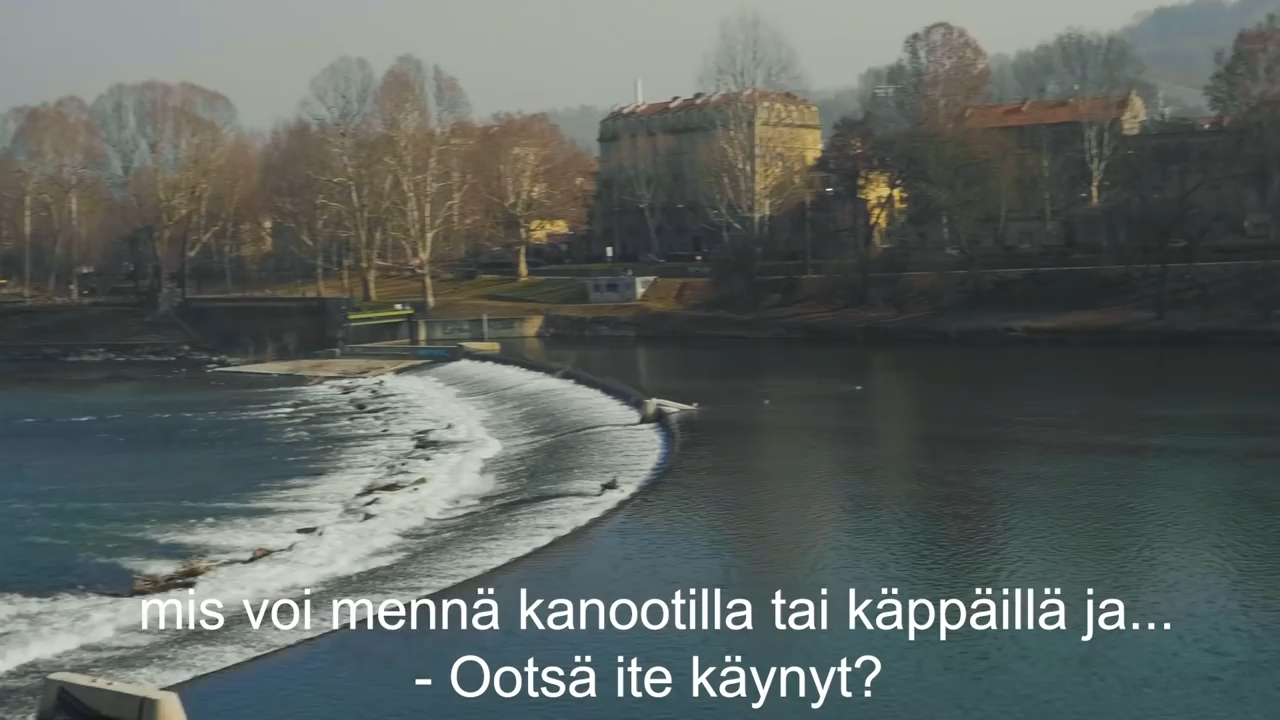 mis voi mennä kanootilla tai käppäillä ja...
- Ootsä ite käynyt?